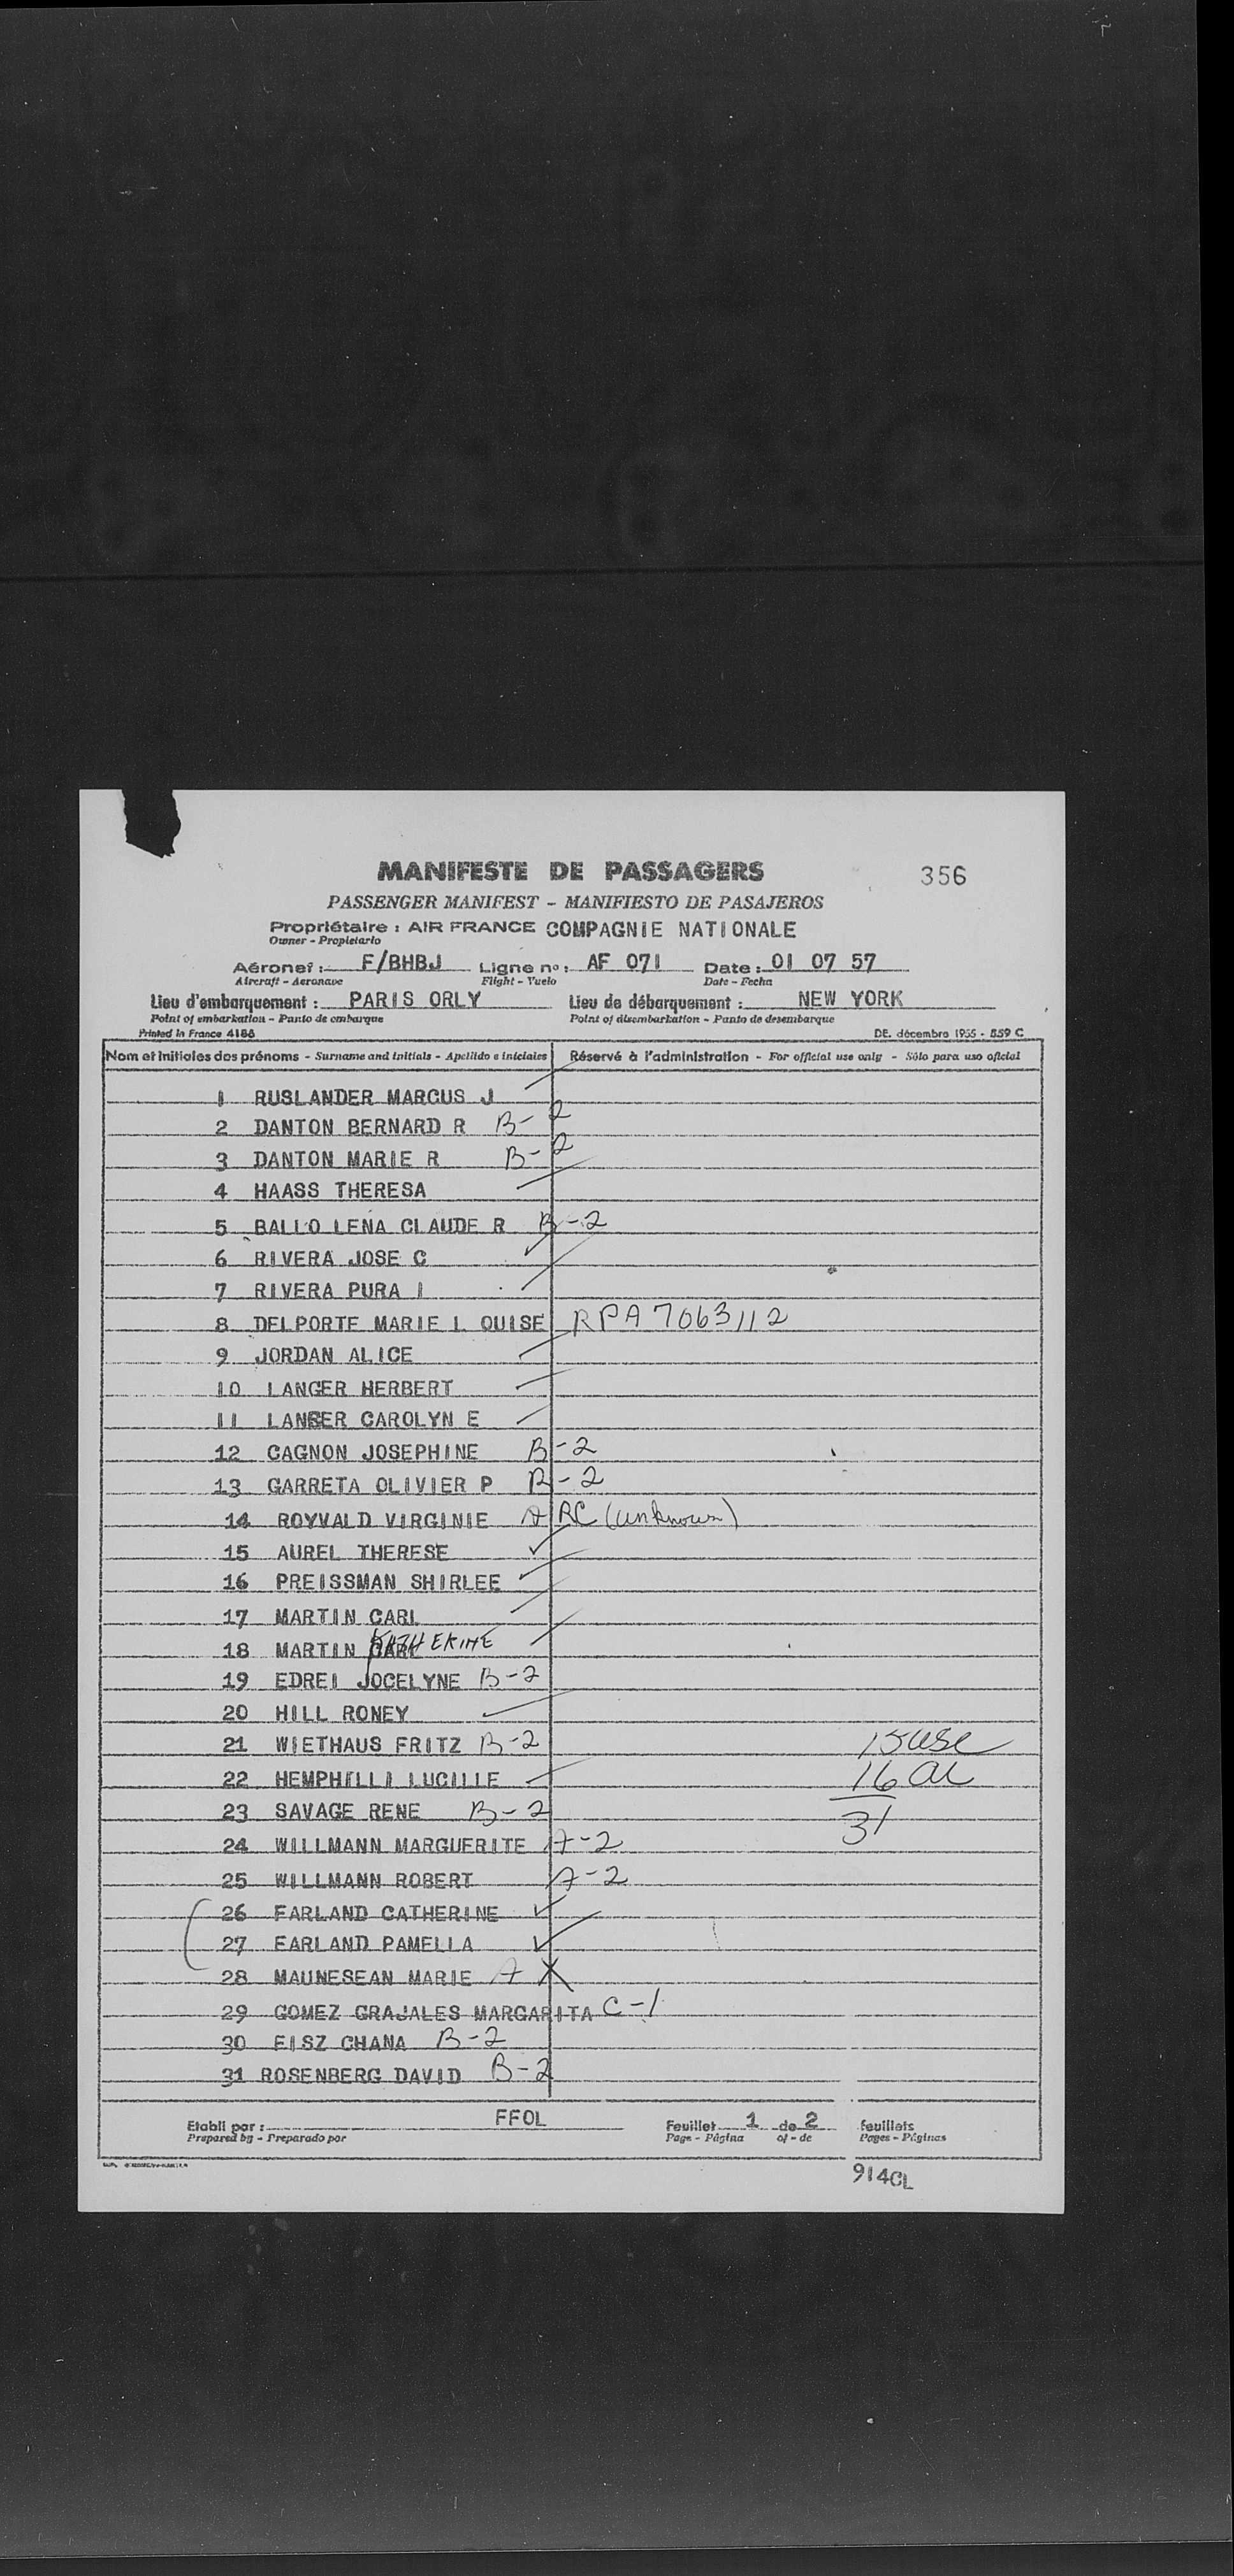 MANIFESTE DE PASSAGERS
356
PASSENGER MANIFEST - MANIFIESTO DE PASAJEROS
Propriétaire : AIR FRANCE COMPAGNIE NATIONALE
Owner - Propietario
Aéronef : F/BHBJ Ligne no : AF 071 Date : 01 07 57
Aircraft - Aeronave Flight - Vuelo Date - Fecha
Lieu d'embarquement : PARIS ORLY Lieu de débarquement : NEW YORK
Point of embarkation - Punto de embarque Point of disembarkation - Punto de desembarque
Printed in France 4186 DE. décembre 1955 - 859 C
Nom et initiales des prénoms - Surname and initials - Apellido e iniciales Réservé à l'administration - For official use only - Sólo para uso oficial
1 RUSLANDER MARCUS J
2 DANTON BERNARD R B-2
3 DANTON MARIE R B-2
4 HAASS THERESA
5 BALLO LENA CLAUDE R B-2
6 RIVERA JOSE C
7 RIVERA PURA I
8 DELPORTE MARIE L OUISE RPA 7063112
9 JORDAN ALICE
10 LANGER HERBERT
11 LANGER CAROLYN E
12 CAGNON JOSEPHINE B-2
13 GARRETA OLIVIER P B-2
14 ROYVALD VIRGINIE A RC (unknown)
15 AUREL THERESE
16 PREISSMAN SHIRLEE
17 MARTIN CARL
18 MARTIN KATHERINE
19 EDREI JOCELYNE B-2
20 HILL RONEY
21 WIETHAUS FRITZ B-2
15 USC
22 HEMPHILLI LUCILLE
16 al
23 SAVAGE RENE B-2
31
24 WILLMANN MARGUERITE A-2
25 WILLMANN ROBERT A-2
26 EARLAND CATHERINE
27 EARLAND PAMELLA
28 MAUNESEAN MARIE A X
29 GOMEZ GRAJALES MARGARITA C-1
30 EISZ CHANA B-2
31 ROSENBERG DAVID B-2
Etabli par : FFOL Feuillet 1 de 2 feuillets
Prepared by - Preparado por Page - Página of - de Pages - Páginas
914CL